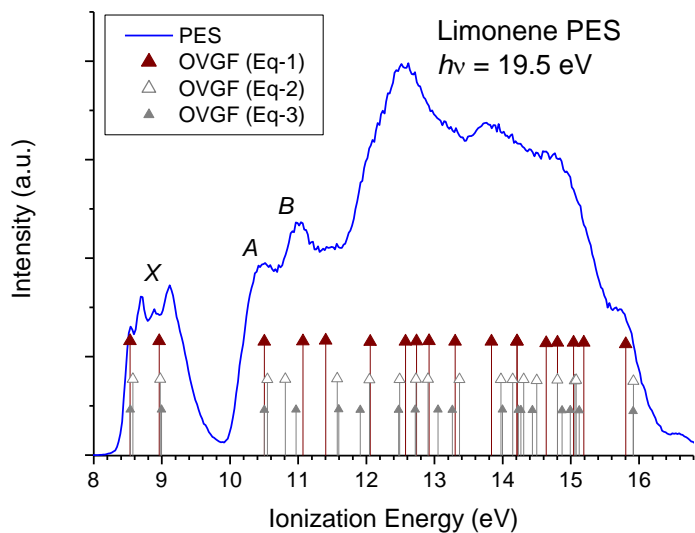 PES
OVGF (Eq-1)
OVGF (Eq-2)
OVGF (Eq-3)
Limonene PES
hν = 19.5 eV
X
A
B
Intensity (a.u.)
8 9 10 11 12 13 14 15 16
Ionization Energy (eV)